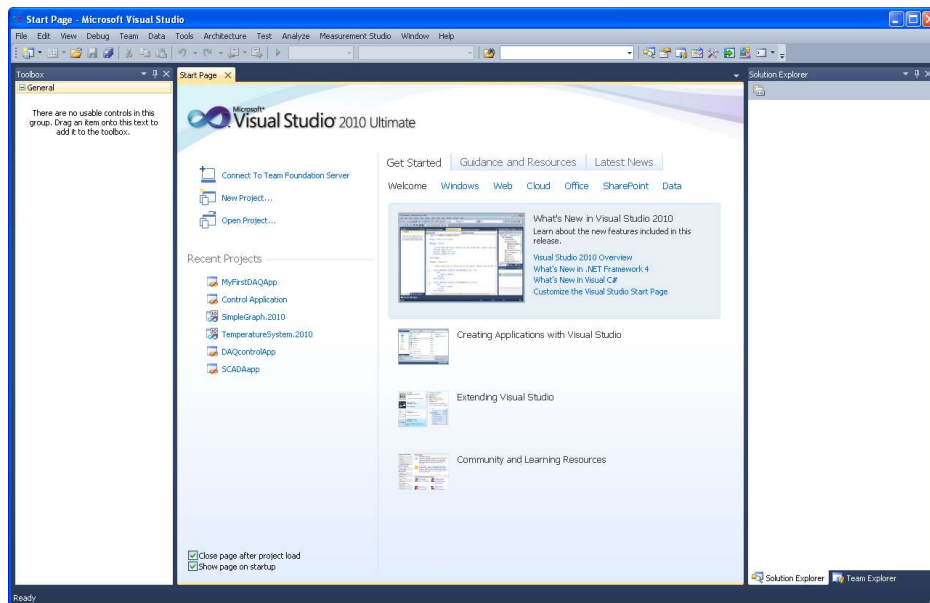 Start Page - Microsoft Visual Studio
File Edit View Debug Team Data Tools Architecture Test Analyze Measurement Studio Window Help
Toolbox
General
There are no usable controls in this
group. Drag an item onto this text to
add it to the toolbox.
Start Page
Microsoft
Visual Studio 2010 Ultimate
Connect To Team Foundation Server
New Project...
Open Project...
Recent Projects
MyFirstDAQApp
Control Application
SimpleGraph.2010
TemperatureSystem.2010
DAQcontrolApp
SCADAapp
Close page after project load
Show page on startup
Get Started Guidance and Resources Latest News
Welcome Windows Web Cloud Office SharePoint Data
What's New in Visual Studio 2010
Learn about the new features included in this
release.
Visual Studio 2010 Overview
What's New in .NET Framework 4
What's New in Visual C#
Customize the Visual Studio Start Page
Creating Applications with Visual Studio
Extending Visual Studio
Community and Learning Resources
Solution Explorer
Solution Explorer Team Explorer
Ready